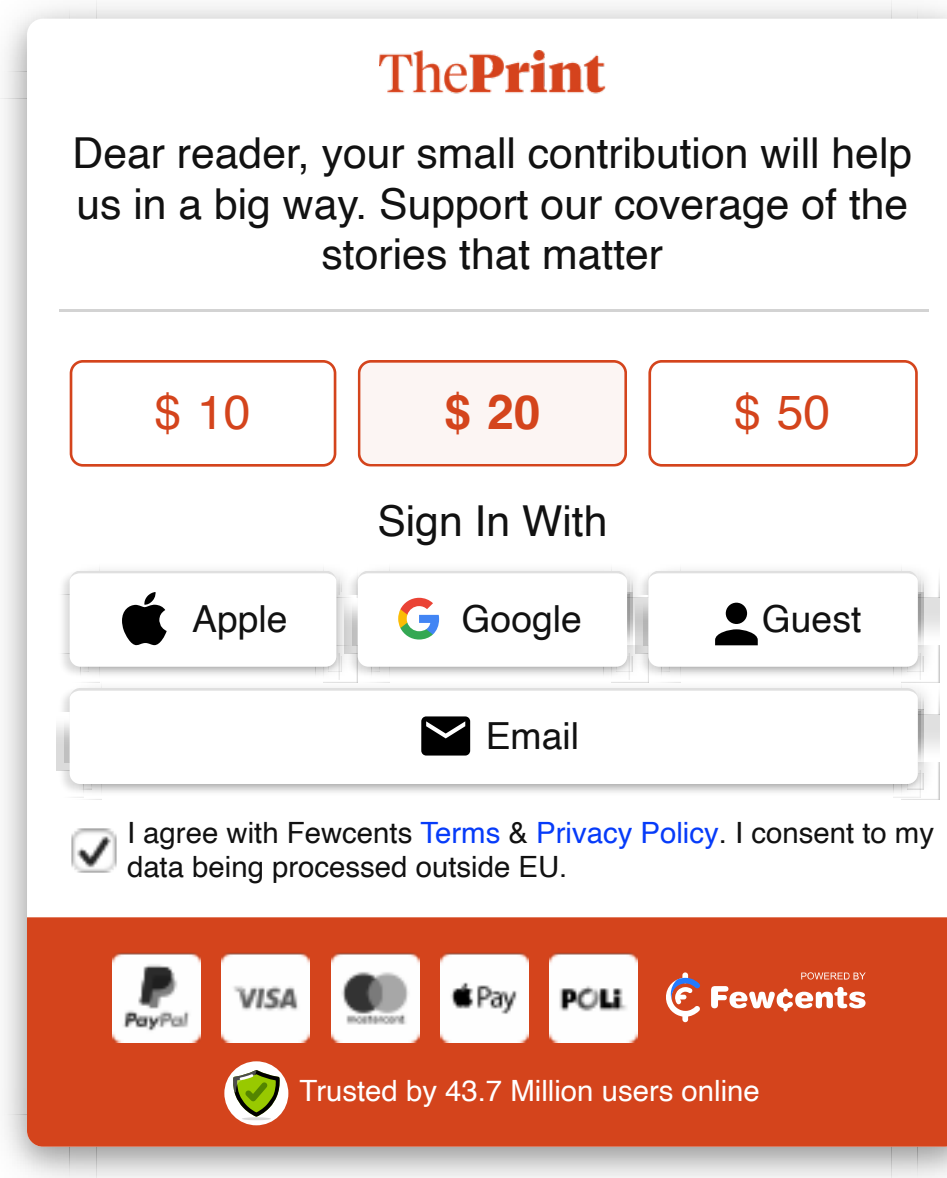 ThePrint
Dear reader, your small contribution will help
us in a big way. Support our coverage of the
stories that matter
$ 10
$ 20
$ 50
Sign In With
Apple
Google
Guest
Email
I agree with Fewcents Terms & Privacy Policy. I consent to my
data being processed outside EU.
PayPal
VISA
mastercard
Pay
POLi
POWERED BY
Few¢ents
Trusted by 43.7 Million users online